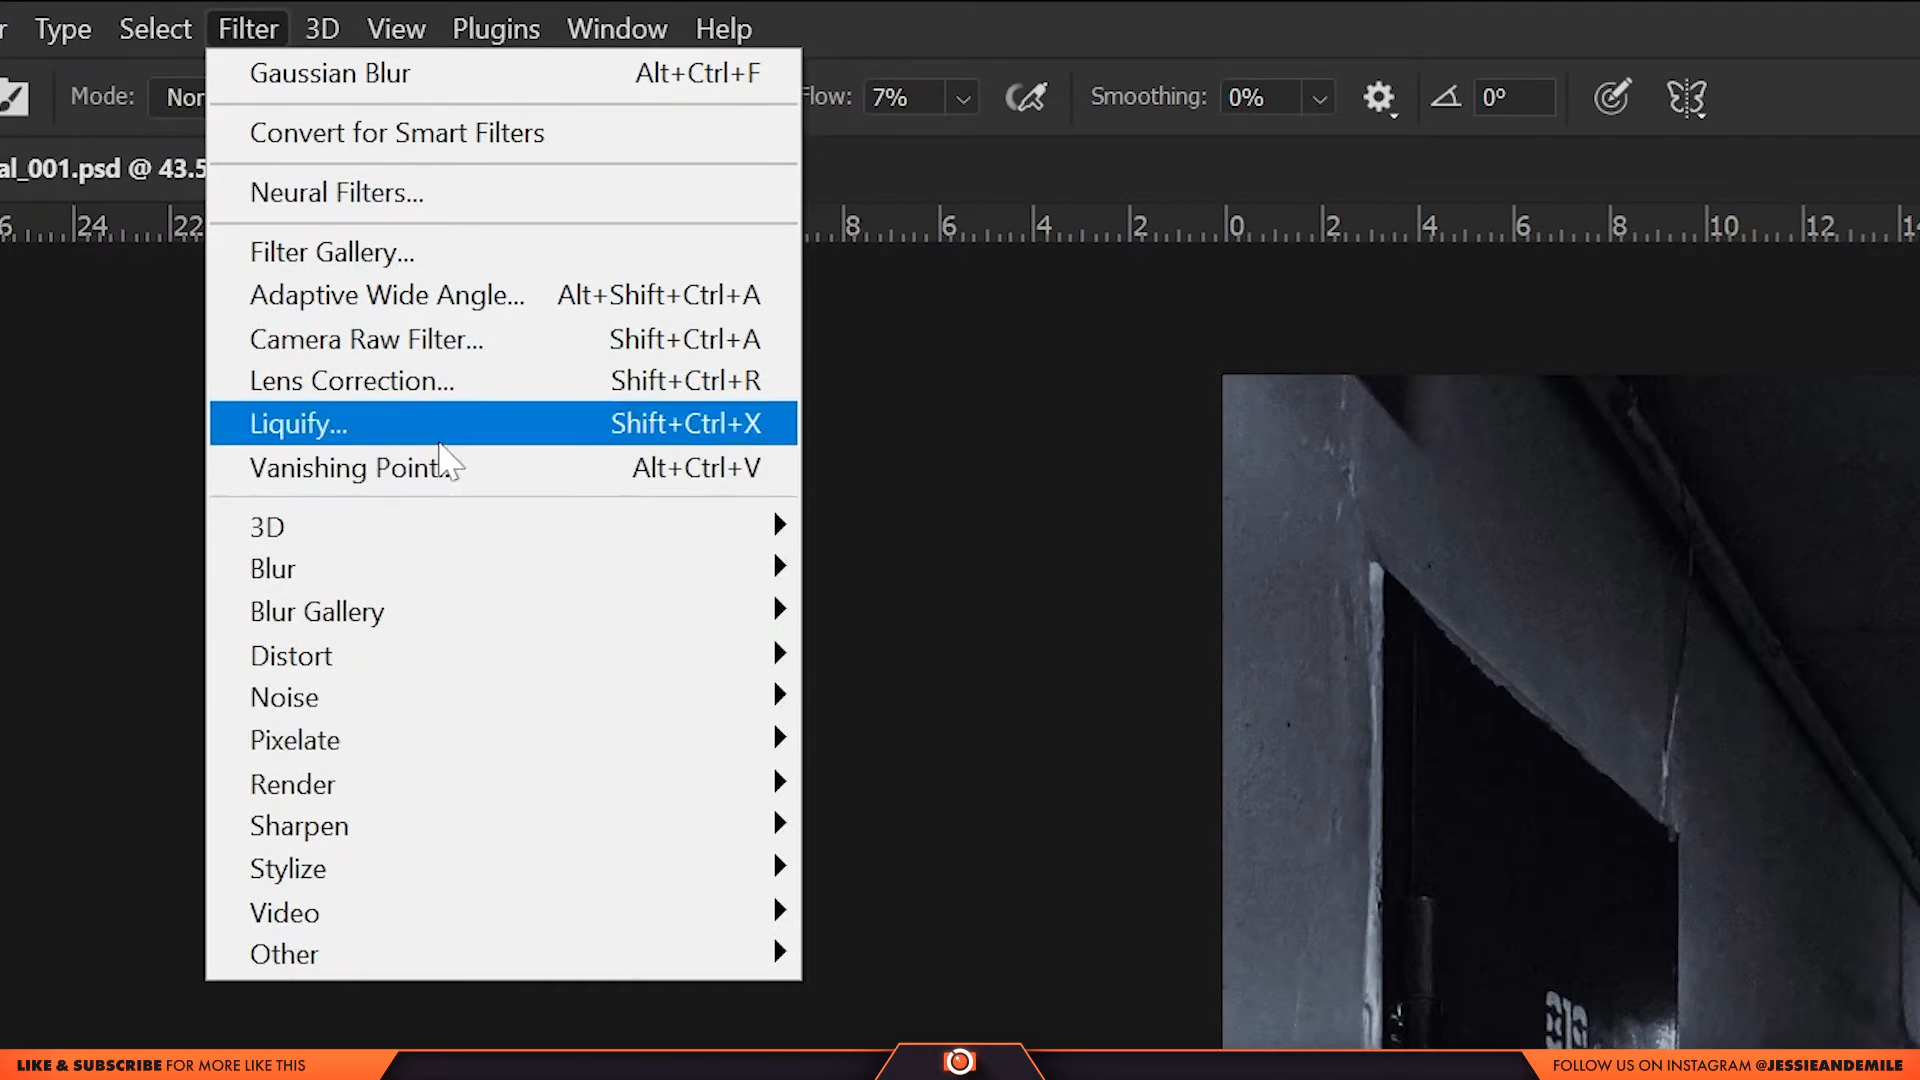 Type Select Filter 3D View Plugins Window Help
Mode: Nor Flow: 7% Smoothing: 0% 0°
al_001.psd @ 43.5
24 22 8 6 4 2 0 2 4 6 8 10 12
Gaussian Blur Alt+Ctrl+F
Convert for Smart Filters
Neural Filters...
Filter Gallery...
Adaptive Wide Angle... Alt+Shift+Ctrl+A
Camera Raw Filter... Shift+Ctrl+A
Lens Correction... Shift+Ctrl+R
Liquify... Shift+Ctrl+X
Vanishing Point... Alt+Ctrl+V
3D
Blur
Blur Gallery
Distort
Noise
Pixelate
Render
Sharpen
Stylize
Video
Other
LIKE & SUBSCRIBE FOR MORE LIKE THIS
FOLLOW US ON INSTAGRAM @JESSIEANDEMILE